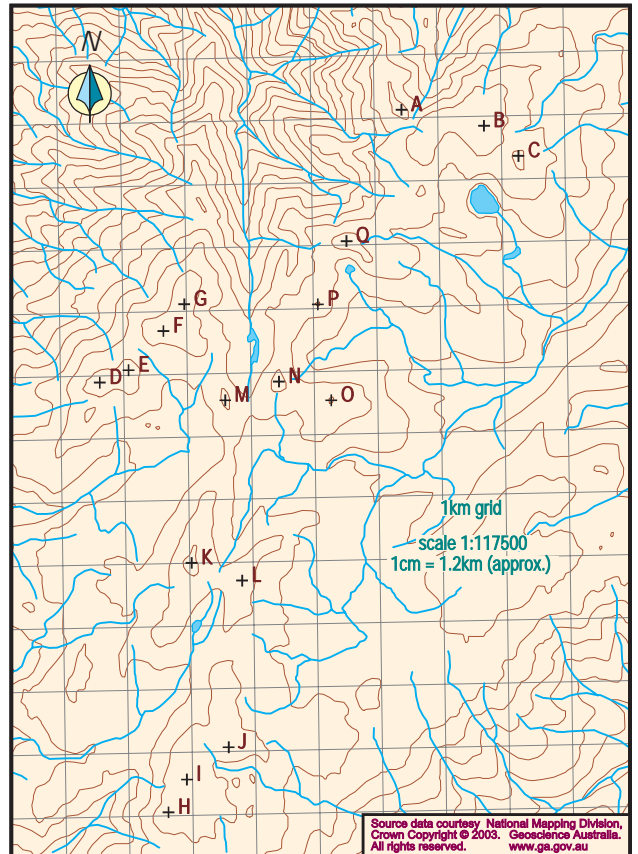 N
A
B
C
Q
G
P
F
E
D
N
M
O
1km grid
scale 1:117500
1cm = 1.2km (approx.)
K
L
J
I
H
Source data courtesy National Mapping Division,
Crown Copyright © 2003. Geoscience Australia.
All rights reserved. www.ga.gov.au